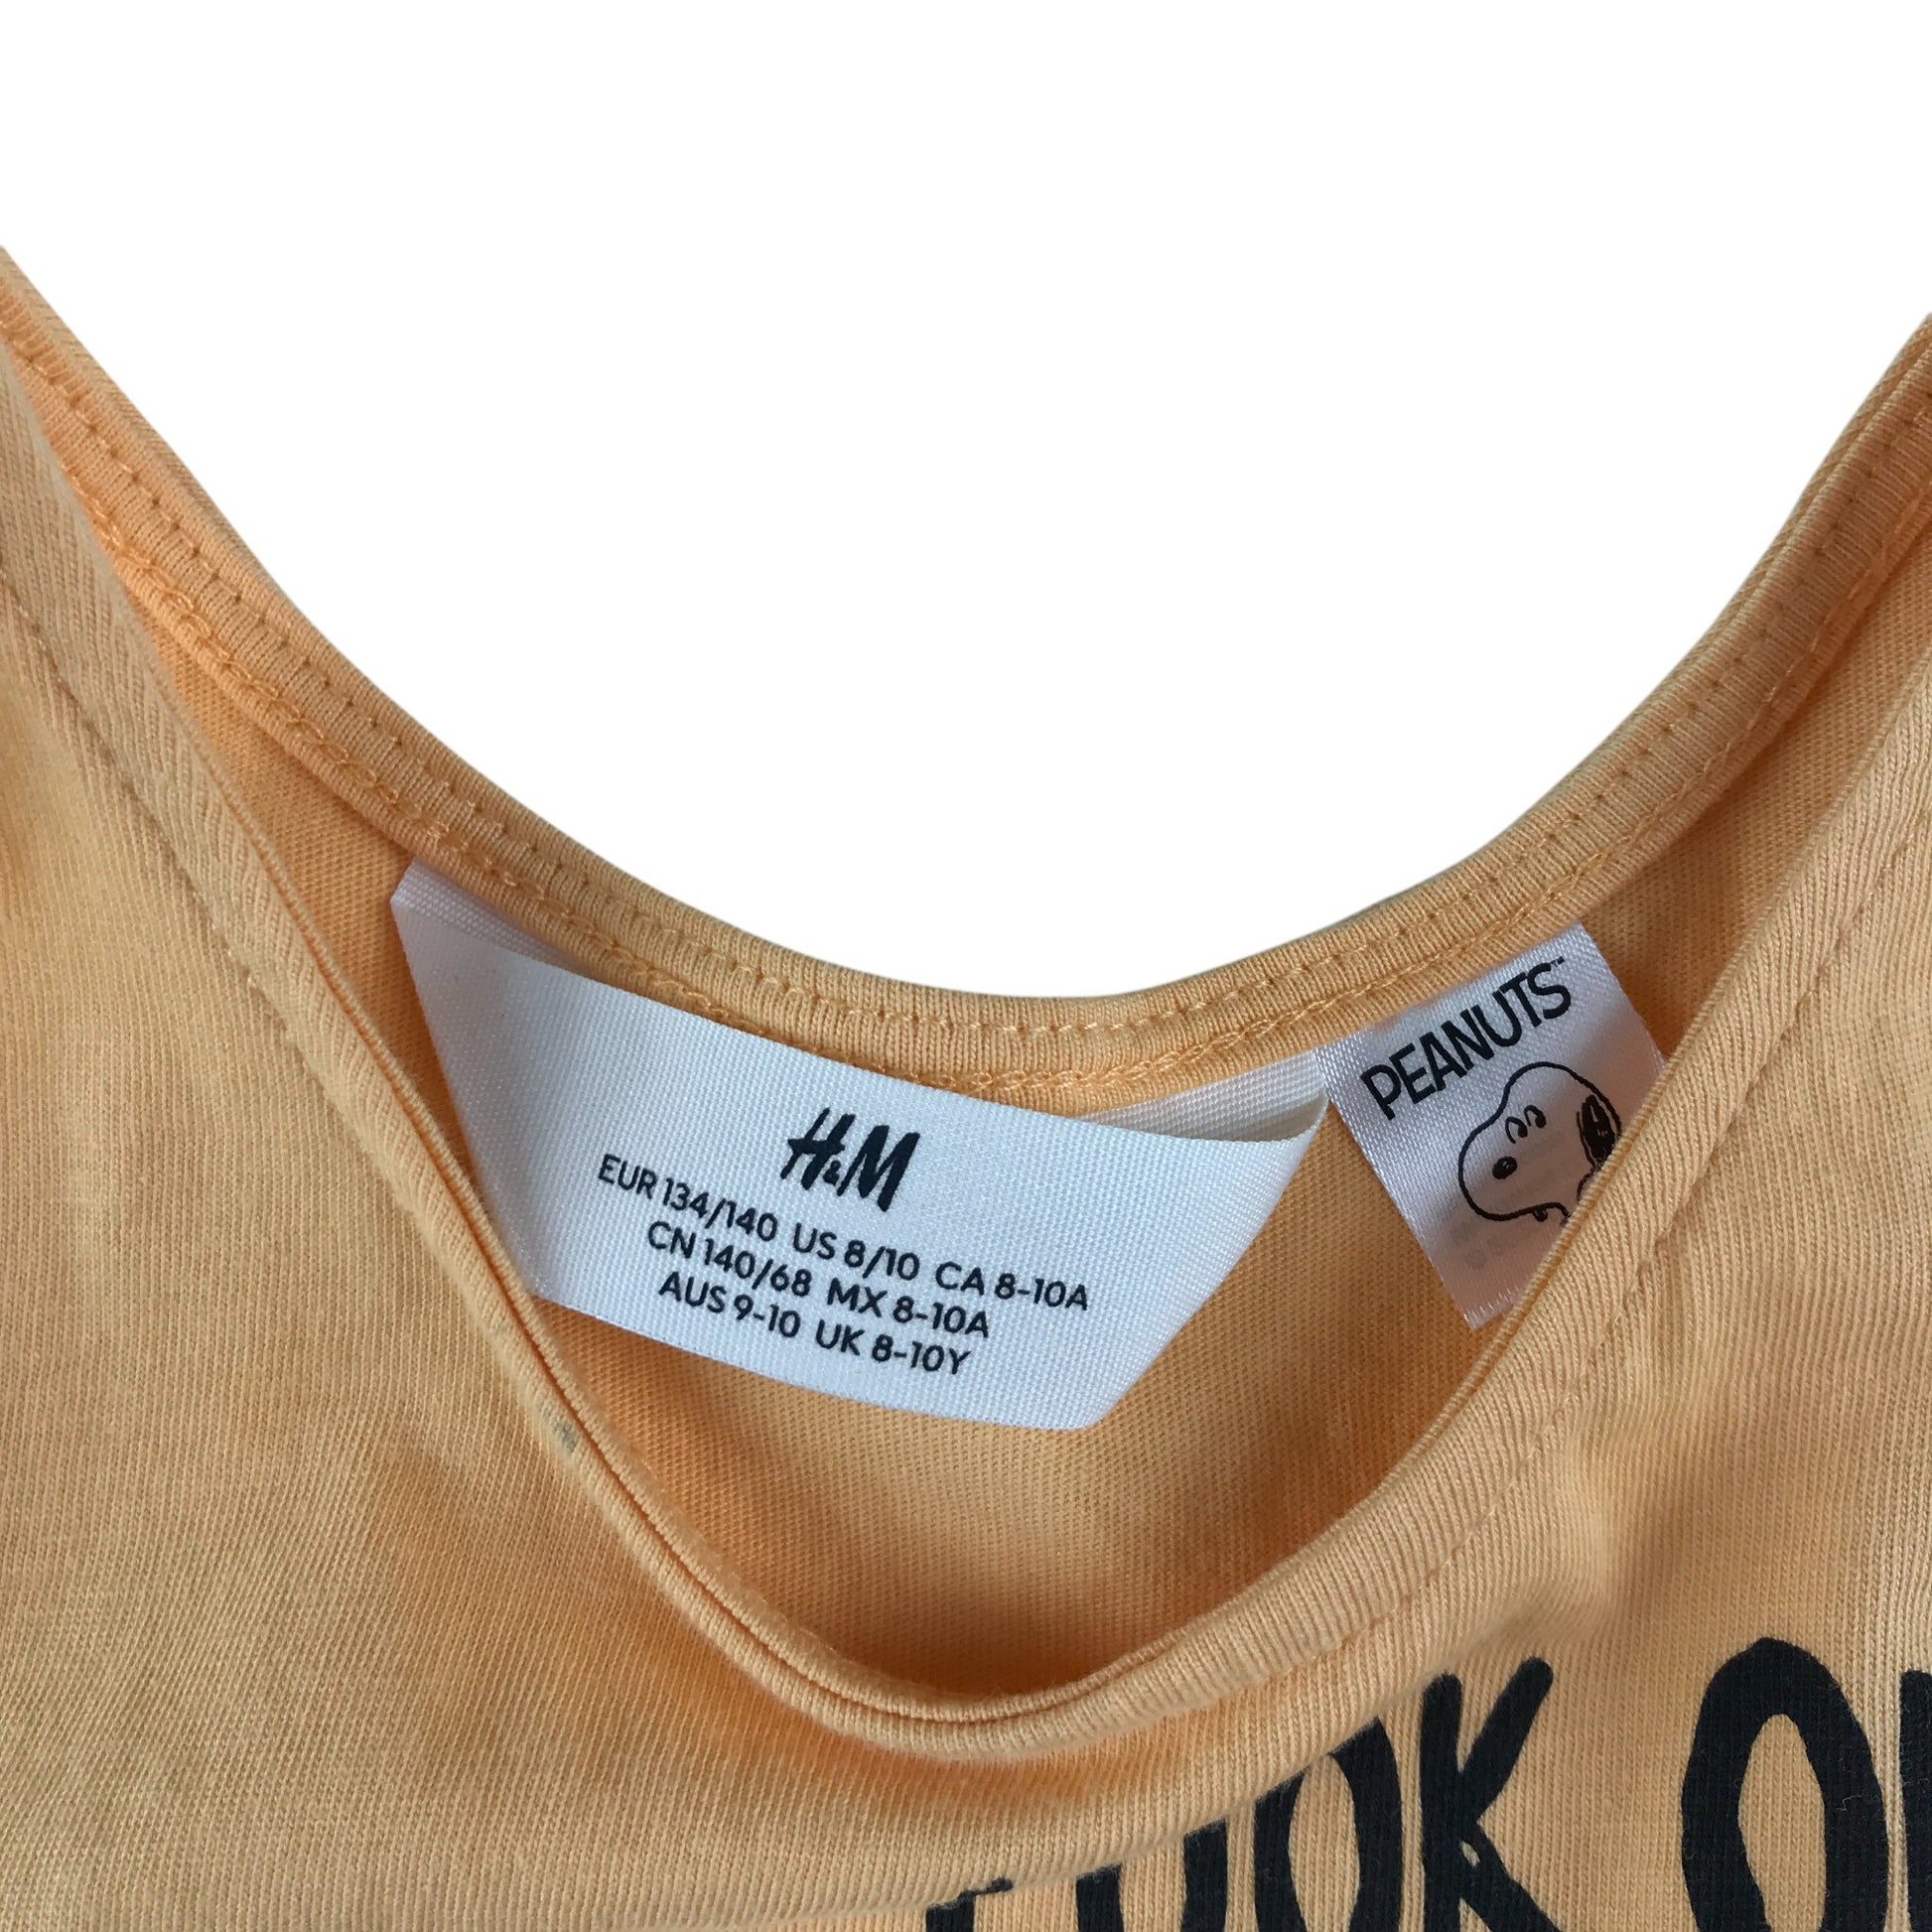 H&M
EUR 134/140 US 8/10 CA 8-10A
CN 140/68 MX 8-10A
AUS 9-10 UK 8-10Y
PEANUTS™